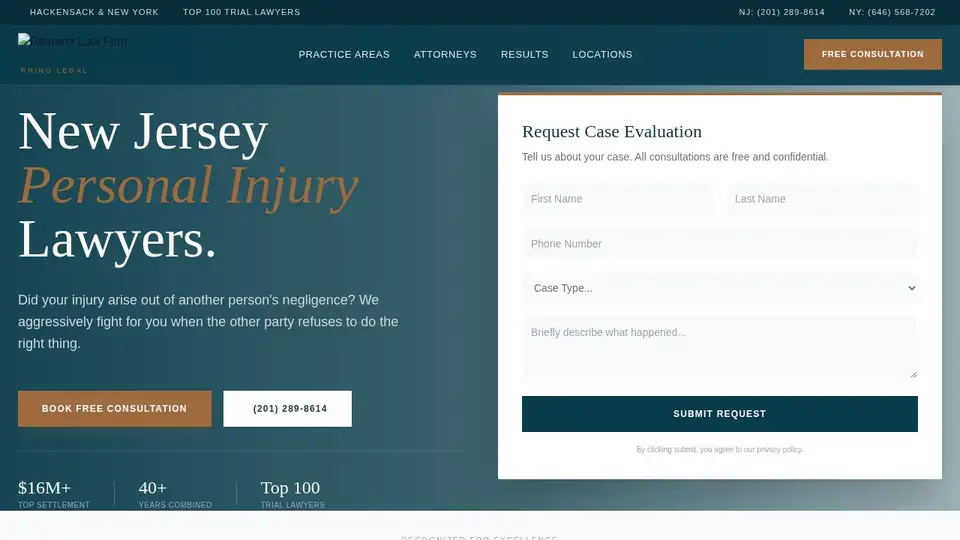 HACKENSACK & NEW YORK
TOP 100 TRIAL LAWYERS
NJ: (201) 289-8614
NY: (646) 568-7202
Reinartz Law Firm
RHINO LEGAL
PRACTICE AREAS
ATTORNEYS
RESULTS
LOCATIONS
FREE CONSULTATION
New Jersey
Personal Injury
Lawyers.
Did your injury arise out of another person's negligence? We
aggressively fight for you when the other party refuses to do the
right thing.
BOOK FREE CONSULTATION
(201) 289-8614
$16M+
TOP SETTLEMENT
40+
YEARS COMBINED
Top 100
TRIAL LAWYERS
Request Case Evaluation
Tell us about your case. All consultations are free and confidential.
First Name
Last Name
Phone Number
Case Type...
Briefly describe what happened...
SUBMIT REQUEST
By clicking submit, you agree to our privacy policy.
RECOGNIZED FOR EXCELLENCE